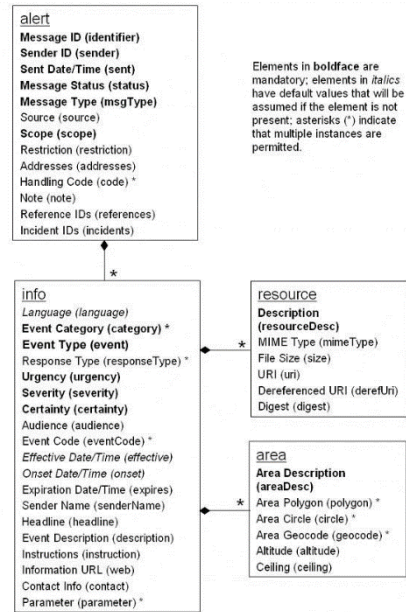 alert
Message ID (identifier)
Sender ID (sender)
Sent Date/Time (sent)
Message Status (status)
Message Type (msgType)
Source (source)
Scope (scope)
Restriction (restriction)
Addresses (addresses)
Handling Code (code) *
Note (note)
Reference IDs (references)
Incident IDs (incidents)
Elements in boldface are
mandatory; elements in italics
have default values that will be
assumed if the element is not
present; asterisks (*) indicate
that multiple instances are
permitted.
*
info
Language (language)
Event Category (category) *
Event Type (event)
Response Type (responseType) *
Urgency (urgency)
Severity (severity)
Certainty (certainty)
Audience (audience)
Event Code (eventCode) *
Effective Date/Time (effective)
Onset Date/Time (onset)
Expiration Date/Time (expires)
Sender Name (senderName)
Headline (headline)
Event Description (description)
Instructions (instruction)
Information URL (web)
Contact Info (contact)
Parameter (parameter) *
*
resource
Description
(resourceDesc)
MIME Type (mimeType)
File Size (size)
URI (uri)
Dereferenced URI (derefUri)
Digest (digest)
*
area
Area Description
(areaDesc)
Area Polygon (polygon) *
Area Circle (circle) *
Area Geocode (geocode) *
Altitude (altitude)
Ceiling (ceiling)